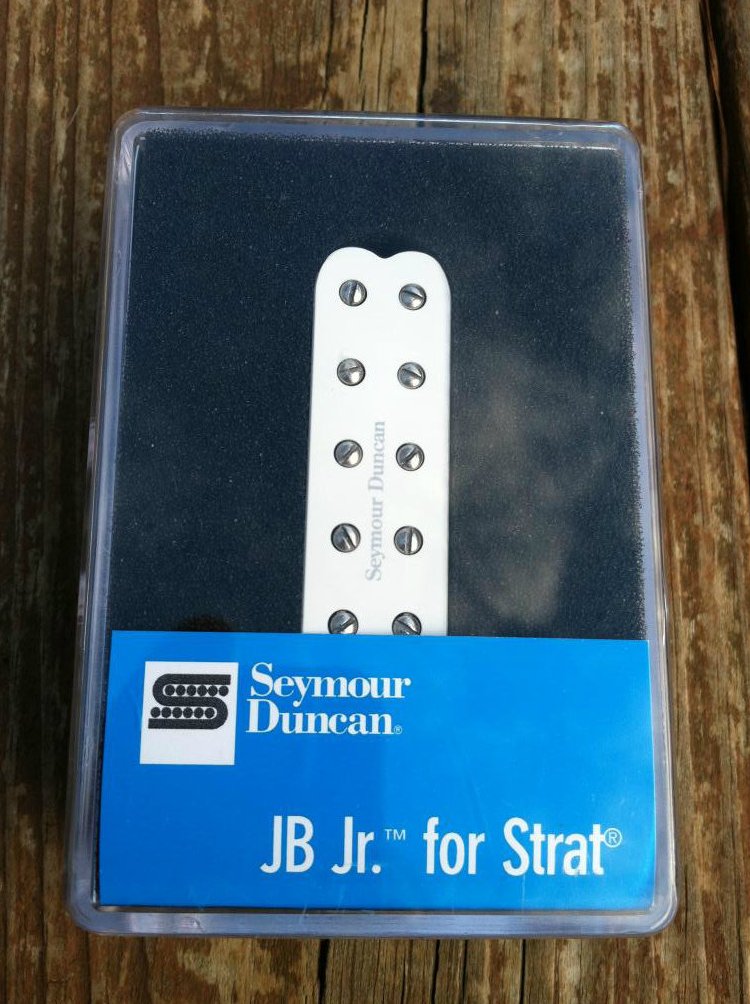 Seymour Duncan
Seymour
Duncan®
JB Jr.™ for Strat®